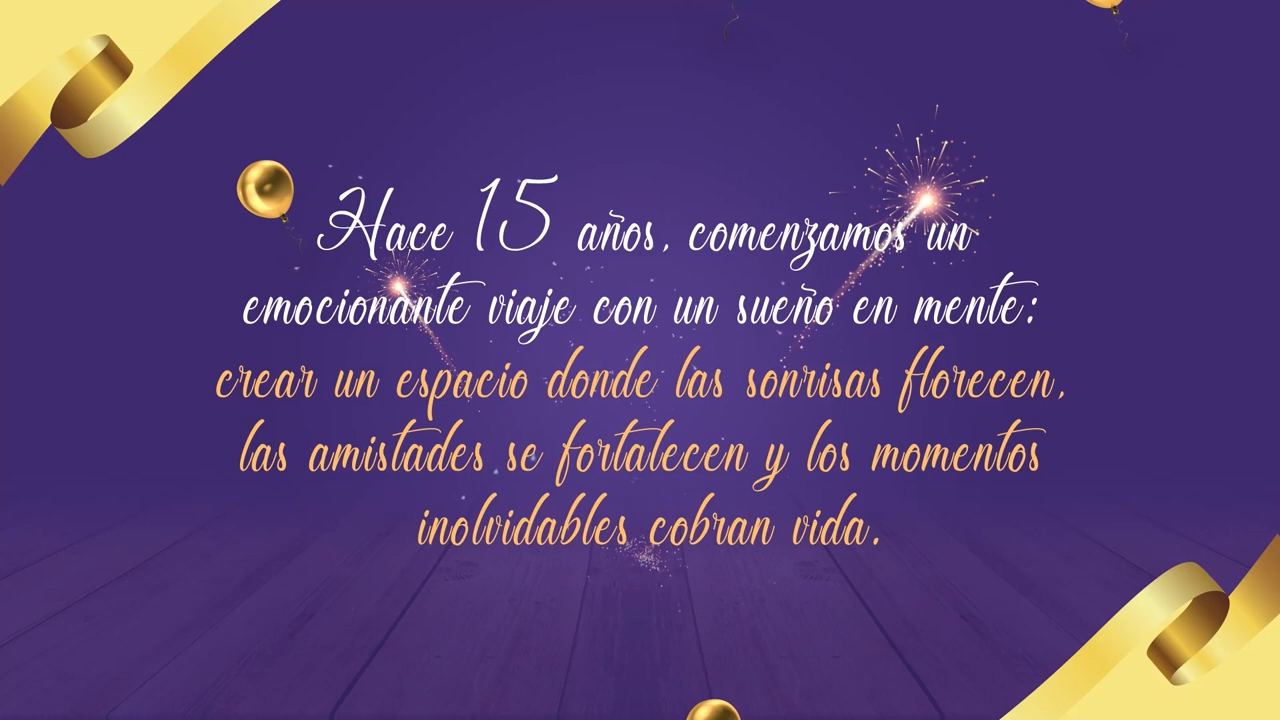 Hace 15 años, comenzamos un
emocionante viaje con un sueño en mente:
crear un espacio donde las sonrisas florecen,
las amistades se fortalecen y los momentos
inolvidables cobran vida.